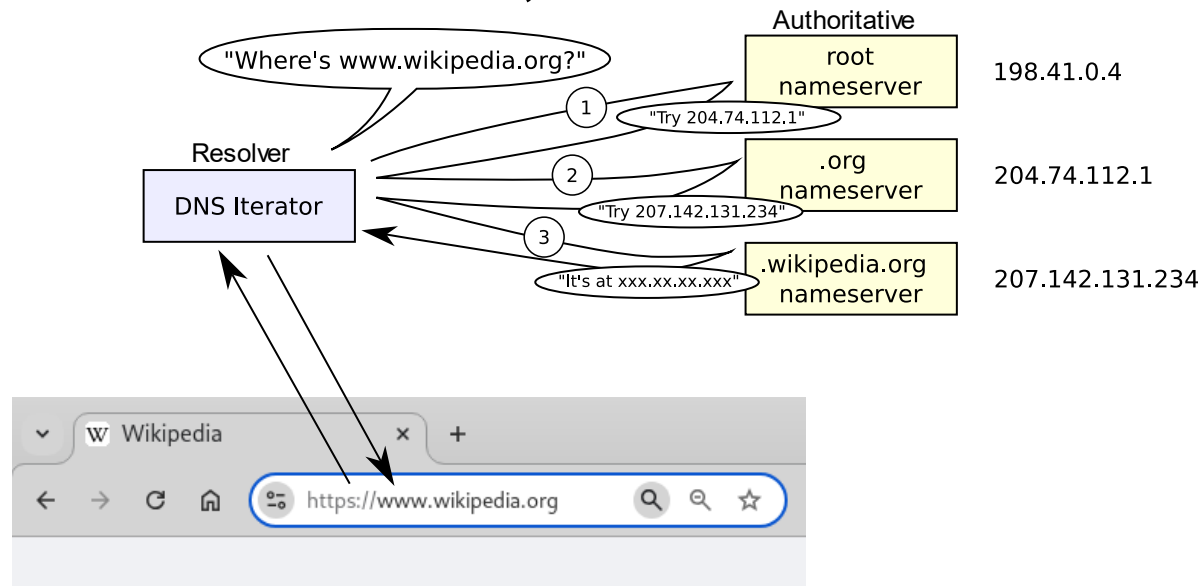 Authoritative
"Where's www.wikipedia.org?"
root
nameserver
198.41.0.4
1
"Try 204.74.112.1"
Resolver
DNS Iterator
.org
nameserver
204.74.112.1
2
"Try 207.142.131.234"
3
.wikipedia.org
nameserver
207.142.131.234
"It's at xxx.xx.xx.xxx"
W Wikipedia
https://www.wikipedia.org